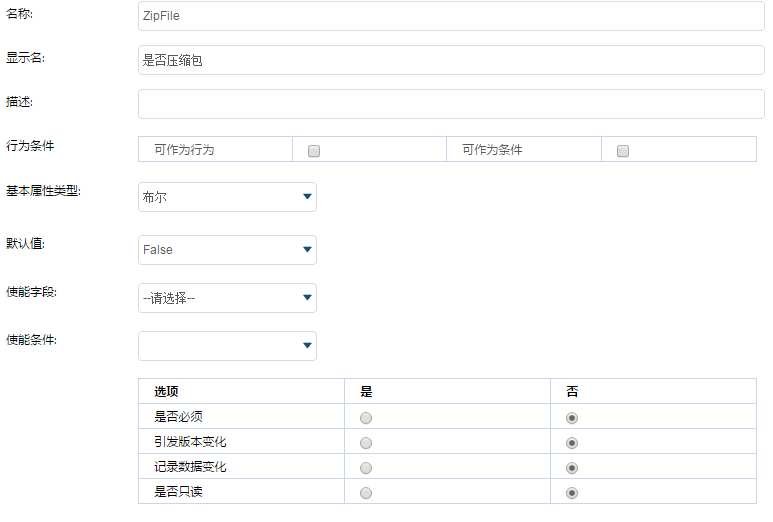 名称: ZipFile
显示名: 是否压缩包
描述:
行为条件 可作为行为 可作为条件
基本属性类型: 布尔
默认值: False
使能字段: --请选择--
使能条件:
选项 是 否
是否必须
引发版本变化
记录数据变化
是否只读